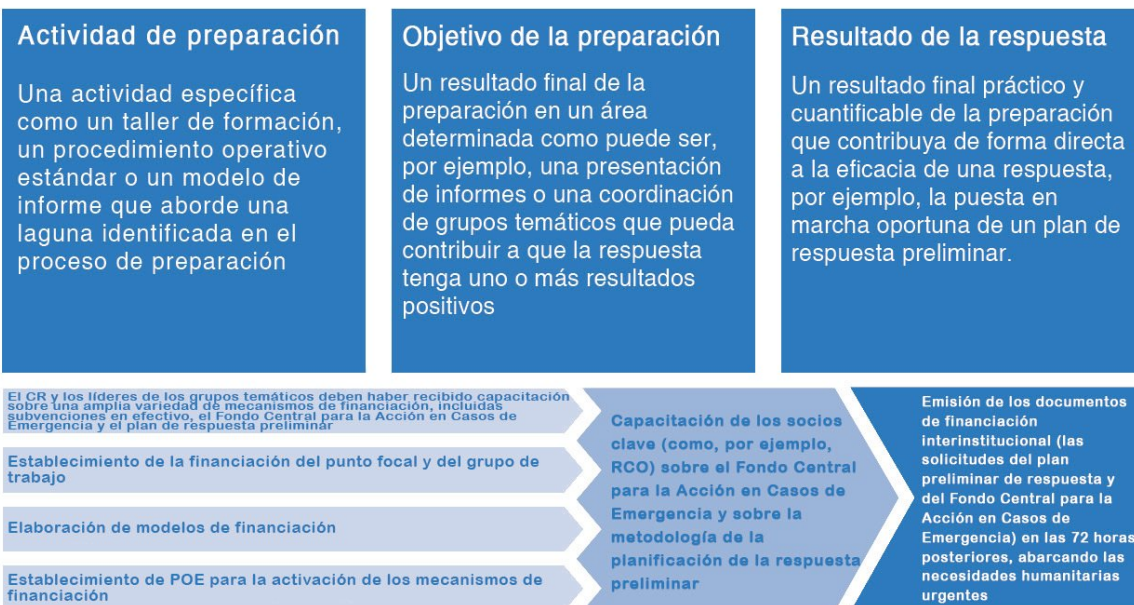 Actividad de preparación
Una actividad específica
como un taller de formación,
un procedimiento operativo
estándar o un modelo de
informe que aborde una
laguna identificada en el
proceso de preparación
Objetivo de la preparación
Un resultado final de la
preparación en un área
determinada como puede ser,
por ejemplo, una presentación
de informes o una coordinación
de grupos temáticos que pueda
contribuir a que la respuesta
tenga uno o más resultados
positivos
Resultado de la respuesta
Un resultado final práctico y
cuantificable de la preparación
que contribuya de forma directa
a la eficacia de una respuesta,
por ejemplo, la puesta en
marcha oportuna de un plan de
respuesta preliminar.
El CR y los líderes de los grupos temáticos deben haber recibido capacitación
sobre una amplia variedad de mecanismos de financiación, incluidas
subvenciones en efectivo, el Fondo Central para la Acción en Casos de
Emergencia y el plan de respuesta preliminar
Establecimiento de la financiación del punto focal y del grupo de
trabajo
Elaboración de modelos de financiación
Establecimiento de POE para la activación de los mecanismos de
financiación
Capacitación de los socios
clave (como, por ejemplo,
RCO) sobre el Fondo Central
para la Acción en Casos de
Emergencia y sobre la
metodología de la
planificación de la respuesta
preliminar
Emisión de los documentos
de financiación
interinstitucional (las
solicitudes del plan
preliminar de respuesta y
del Fondo Central para la
Acción en Casos de
Emergencia) en las 72 horas
posteriores, abarcando las
necesidades humanitarias
urgentes